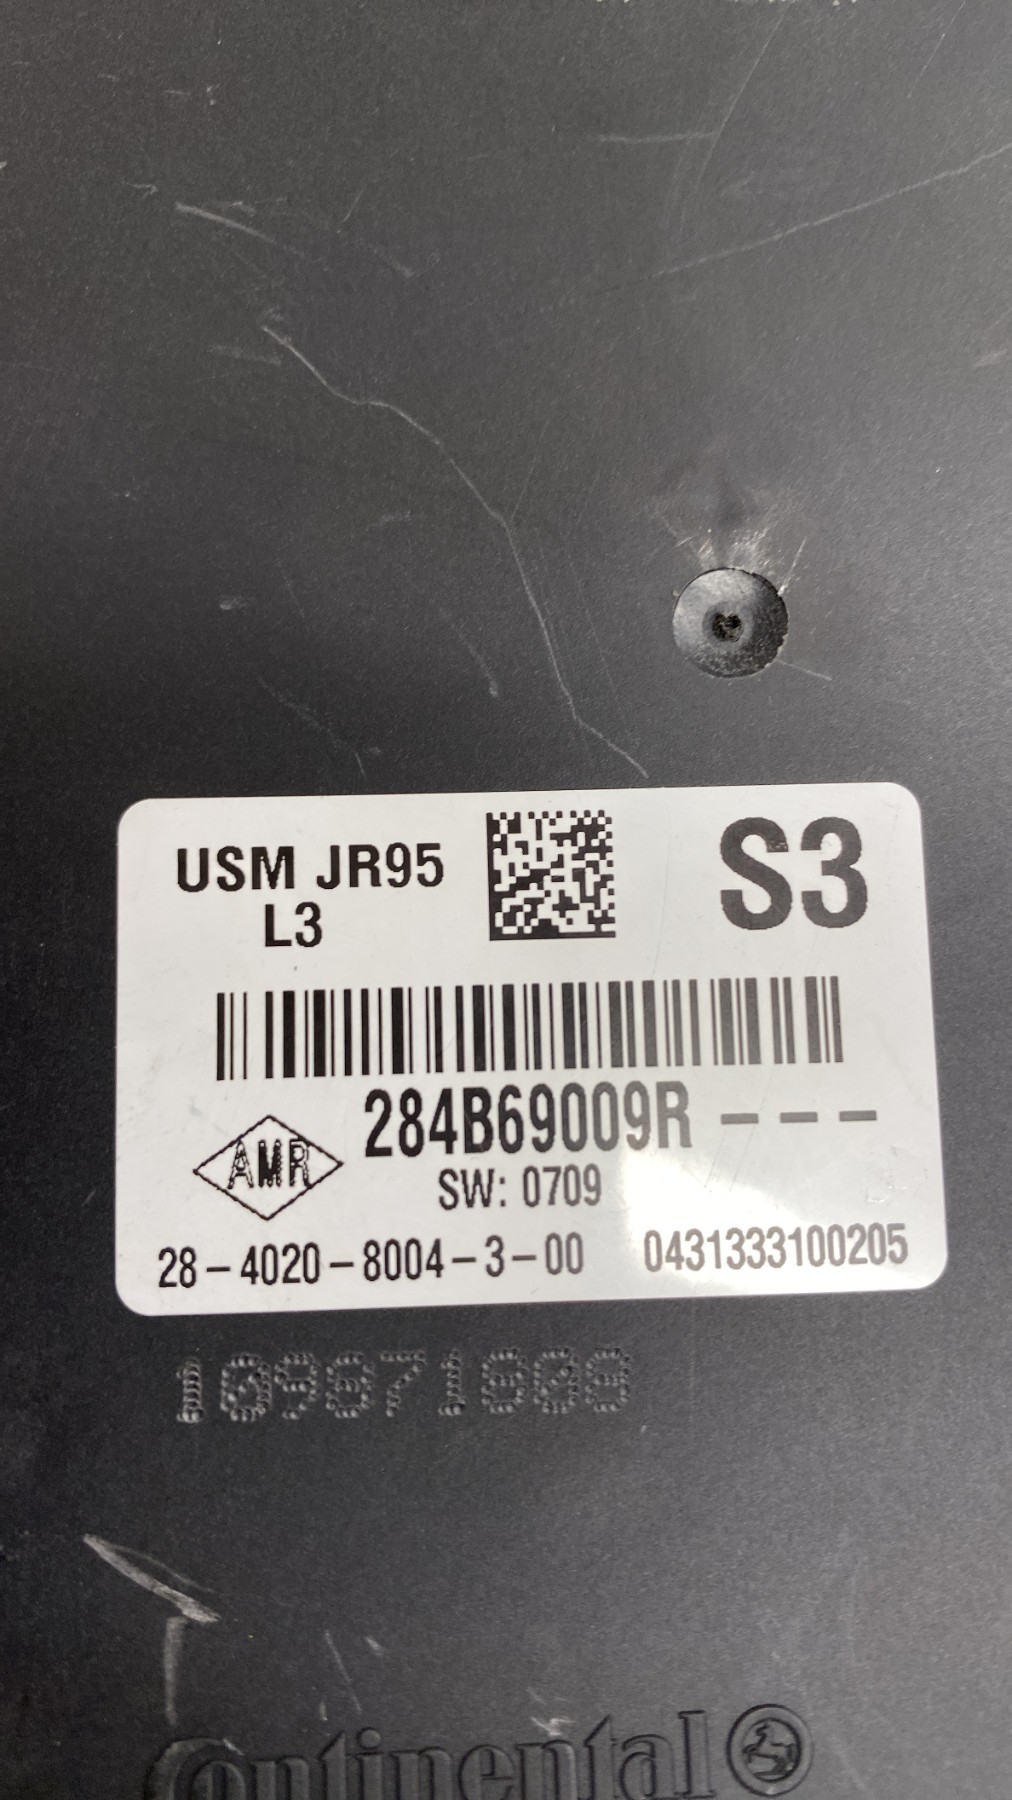 USM JR95
L3
S3
284B69009R – – –
AMR
SW: 0709
28–4020–8004–3–00 0431333100205
Continental